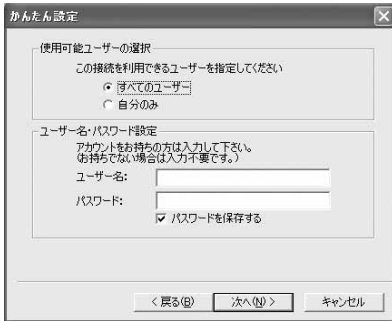 かんたん設定
使用可能ユーザーの選択
この接続を利用できるユーザーを指定してください
すべてのユーザー
自分のみ
ユーザー名・パスワード設定
アカウントをお持ちの方は入力して下さい。
(お持ちでない場合は入力不要です。)
ユーザー名:
パスワード:
パスワードを保存する
< 戻る(B) 次へ(N) > キャンセル